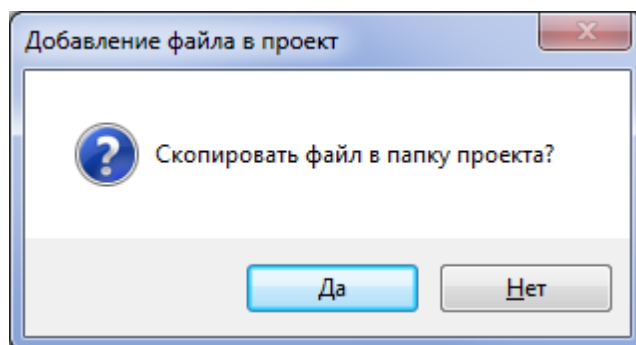 Добавление файла в проект
Скопировать файл в папку проекта?
Да
Нет